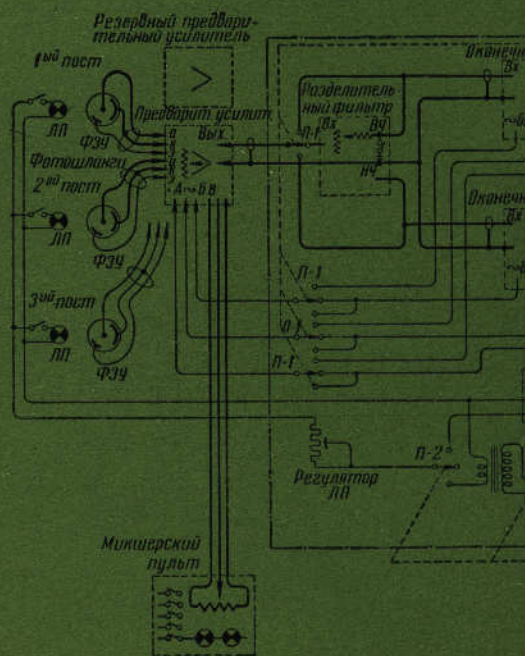 Резервный предвари-
тельный усилитель
1ый пост
ЛП
ФЭУ
Фотошланги
2ой пост
ЛП
ФЭУ
3ий пост
ЛП
ФЭУ
Предварит. усилит.
Вых
А ~ Б В
П-1
Разделитель-
ный фильтр
Вх
ВЧ
НЧ
Оконечн
Вх
Оконечн
Вх
П-1
П-1
Регулятор
ЛП
П-2
Микшерский
пульт